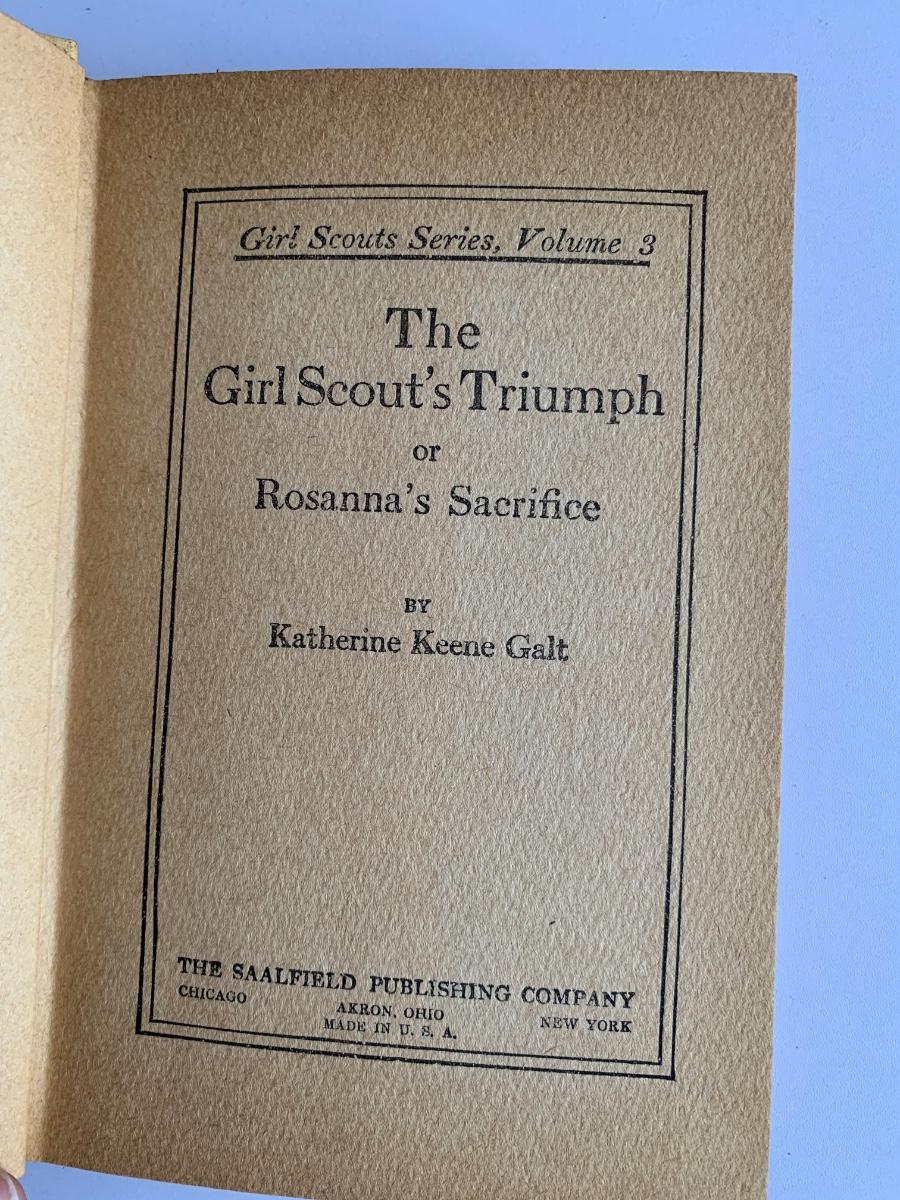 Girl Scouts Series, Volume 3
The
Girl Scout's Triumph
or
Rosanna's Sacrifice
BY
Katherine Keene Galt
THE SAALFIELD PUBLISHING COMPANY
CHICAGO AKRON, OHIO NEW YORK
MADE IN U. S. A.